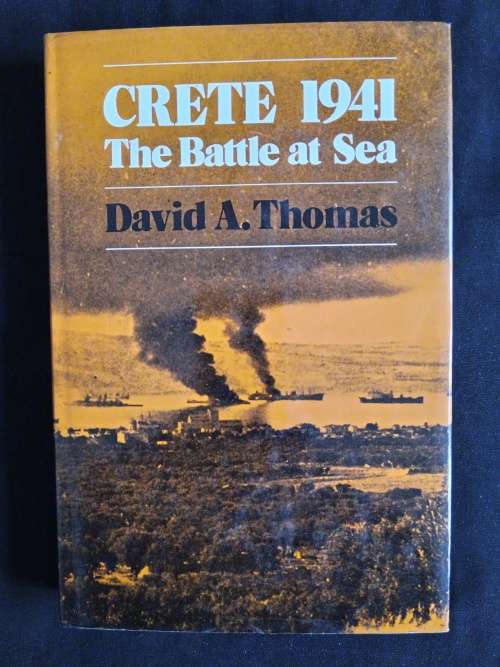 CRETE 1941
The Battle at Sea
David A. Thomas